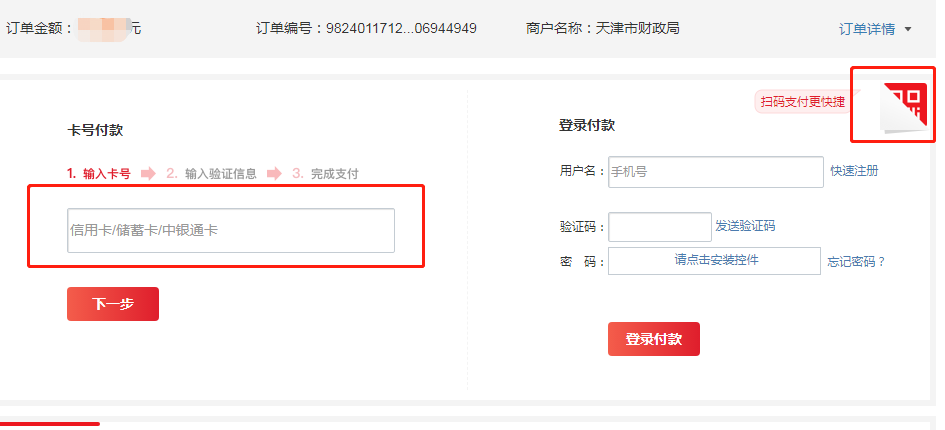 订单金额： 元 订单编号：9824011712...06944949 商户名称：天津市财政局 订单详情
扫码支付更快捷
卡号付款
1. 输入卡号 2. 输入验证信息 3. 完成支付
信用卡/储蓄卡/中银通卡
下一步
登录付款
用户名： 手机号 快速注册
验证码： 发送验证码
密 码： 请点击安装控件 忘记密码？
登录付款